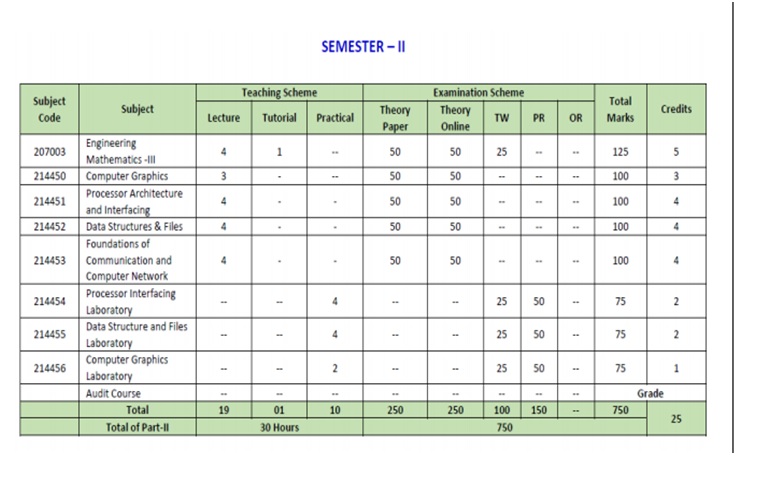 SEMESTER – II
Subject Code Subject Teaching Scheme Examination Scheme Total Marks Credits
Lecture Tutorial Practical Theory Paper Theory Online TW PR OR
207003 Engineering Mathematics -III 4 1 -- 50 50 25 -- -- 125 5
214450 Computer Graphics 3 - -- 50 50 -- -- -- 100 3
214451 Processor Architecture and Interfacing 4 - - 50 50 -- -- -- 100 4
214452 Data Structures & Files 4 - - 50 50 -- -- -- 100 4
214453 Foundations of Communication and Computer Network 4 - - 50 50 -- -- -- 100 4
214454 Processor Interfacing Laboratory -- -- 4 -- -- 25 50 -- 75 2
214455 Data Structure and Files Laboratory -- -- 4 -- -- 25 50 -- 75 2
214456 Computer Graphics Laboratory -- -- 2 -- -- 25 50 -- 75 1
Audit Course -- -- -- -- -- -- -- -- Grade
Total 19 01 10 250 250 100 150 -- 750 25
Total of Part-II 30 Hours 750